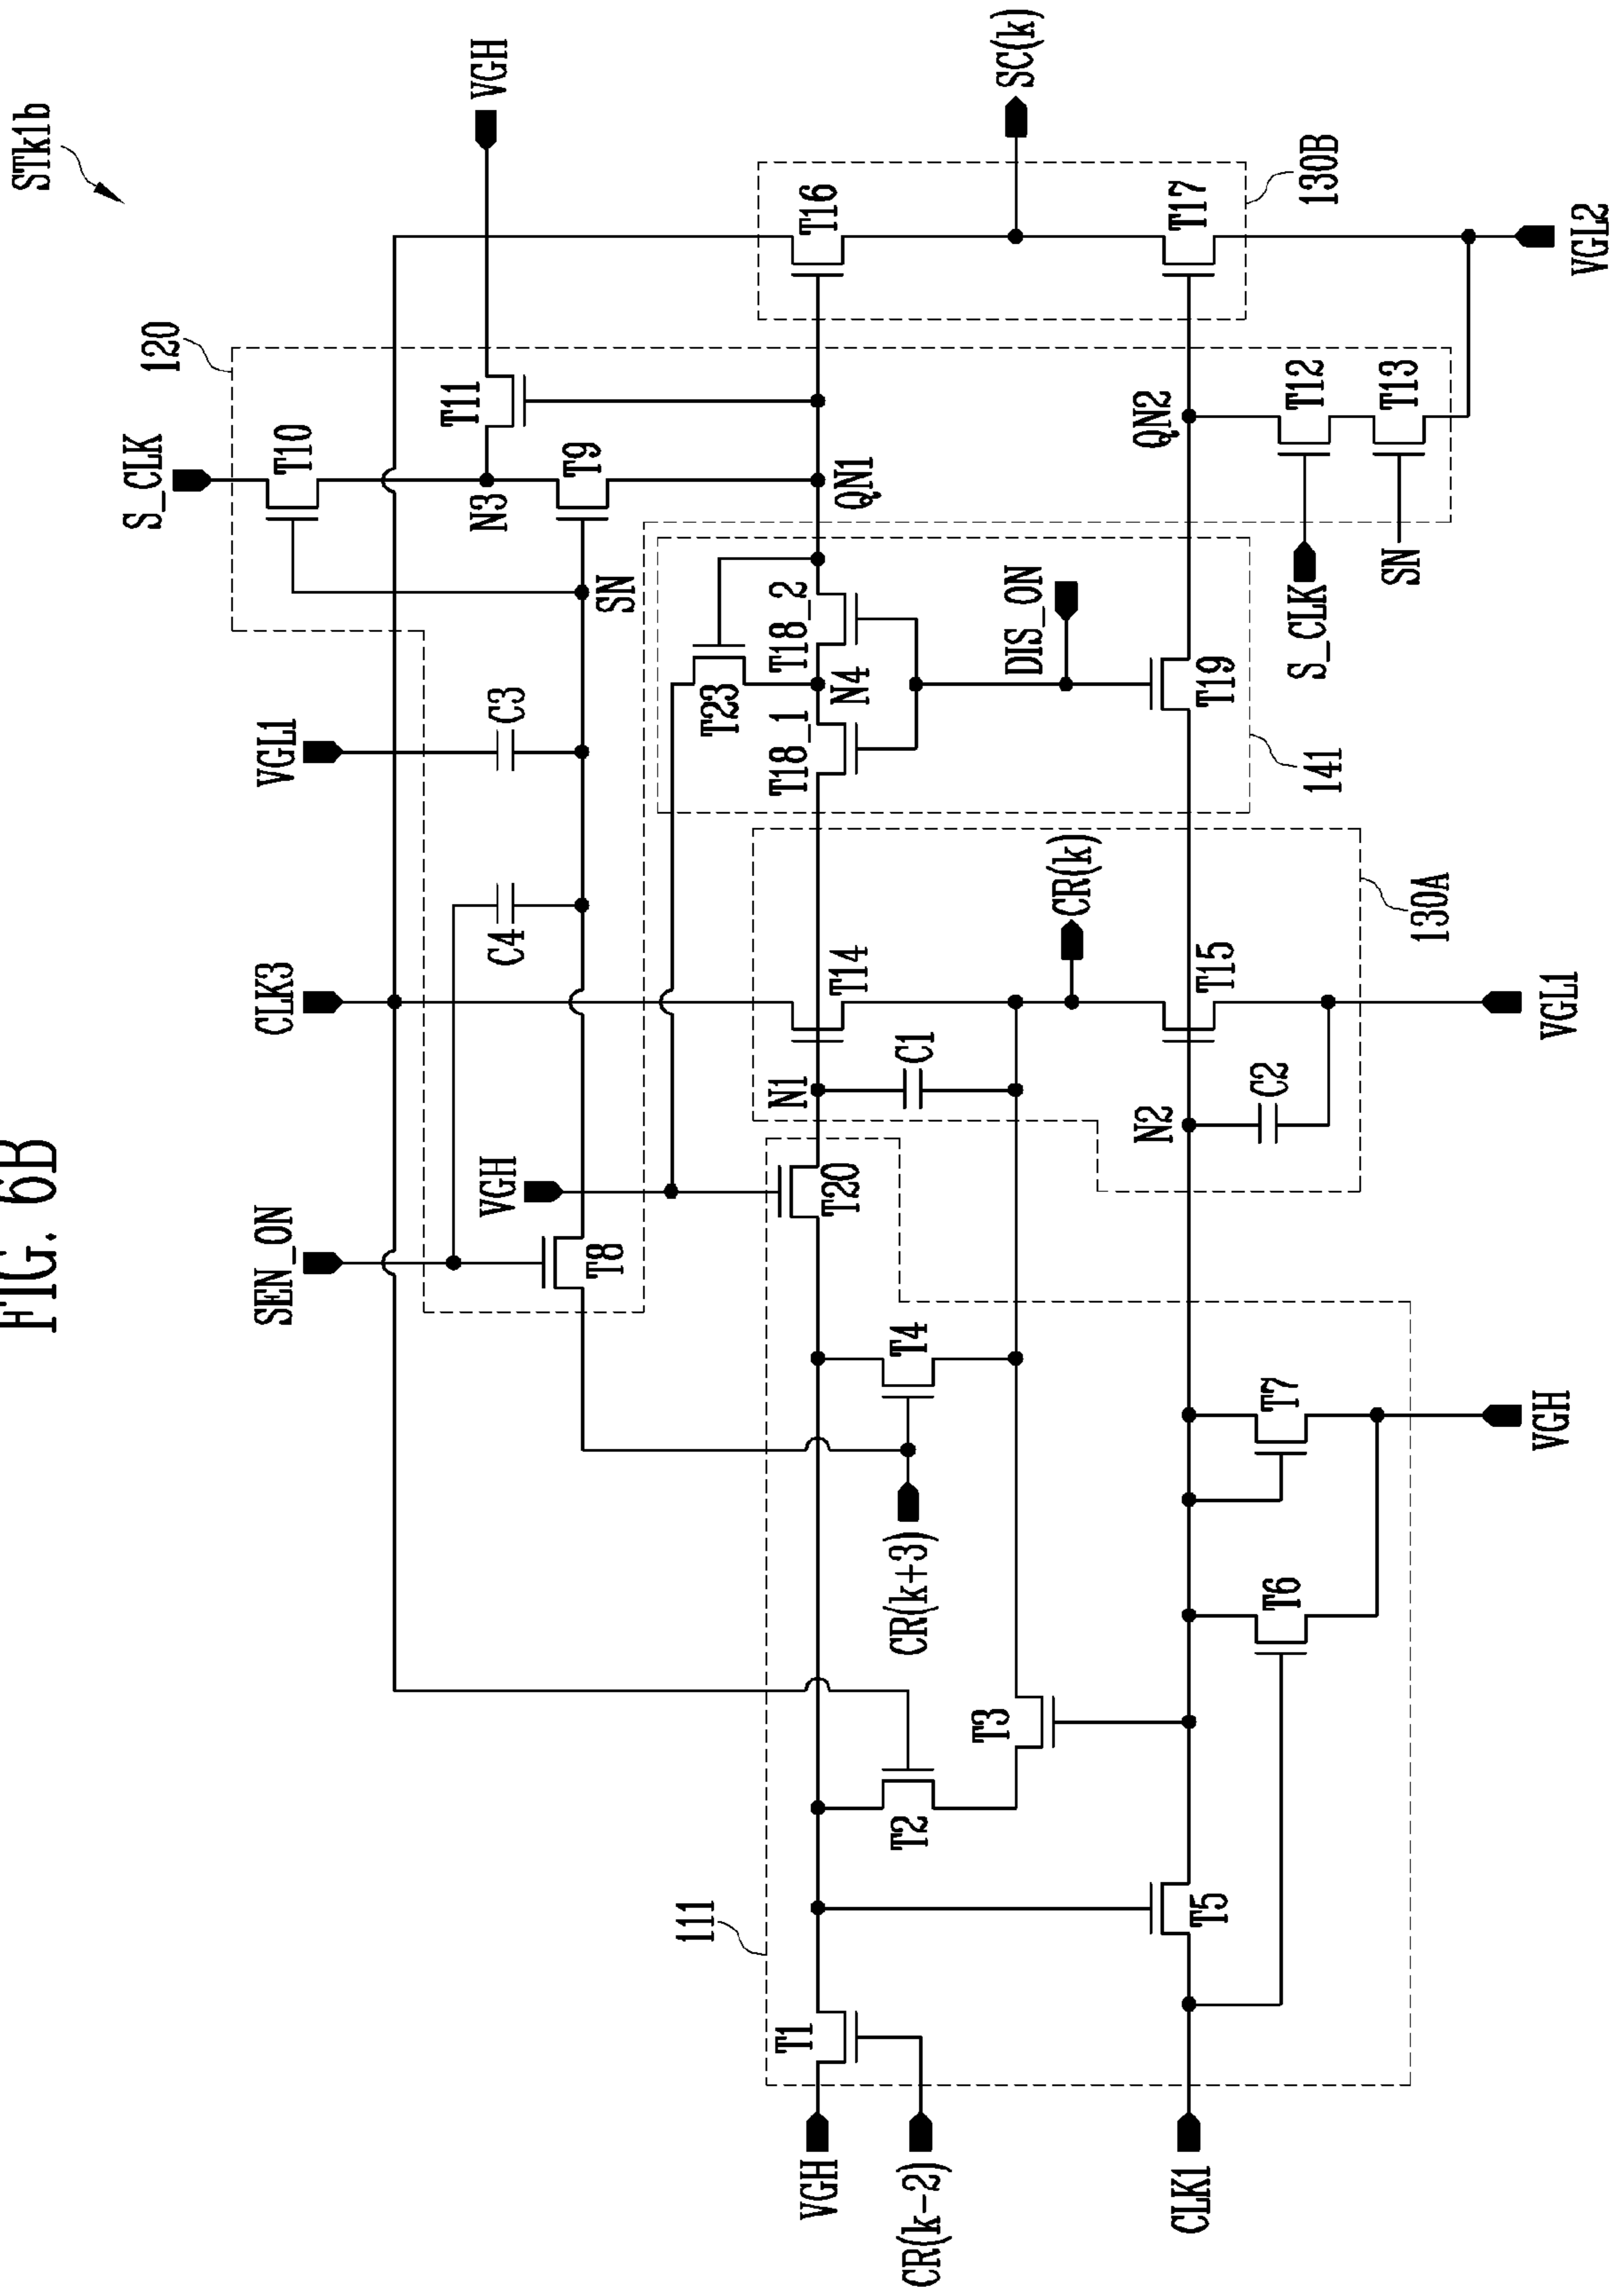 FIG. 6B
STk1b
S_CLK
120
VGH
T10
T11
N3
T9
SEN_ON
CLK3
VGL1
C4
C3
SN
T8
VGH
T23
QN1
T16
SC(k)
111
T20
N1
T14
T18_1
N4
T18_2
VGH
T1
CR(k-2)
T2
CR(k+3)
T4
C1
T3
CR(k)
DIS_ON
130B
N2
QN2
T17
CLK1
T5
T15
T19
T6
T7
C2
T12
S_CLK
T13
SN
141
130A
VGH
VGL1
VGL2